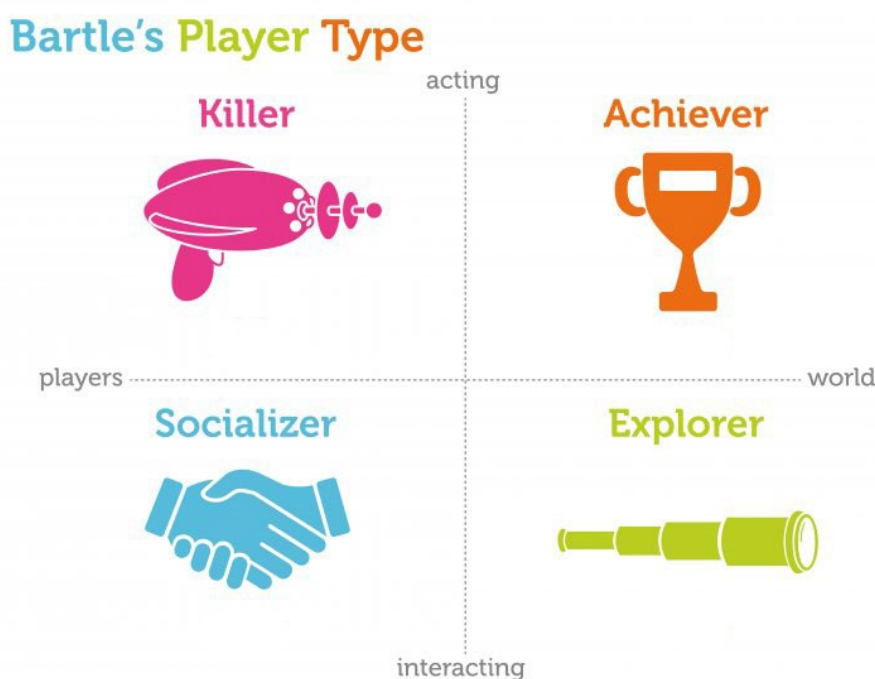 Bartle's Player Type
acting
Killer
Achiever
players
world
Socializer
Explorer
interacting